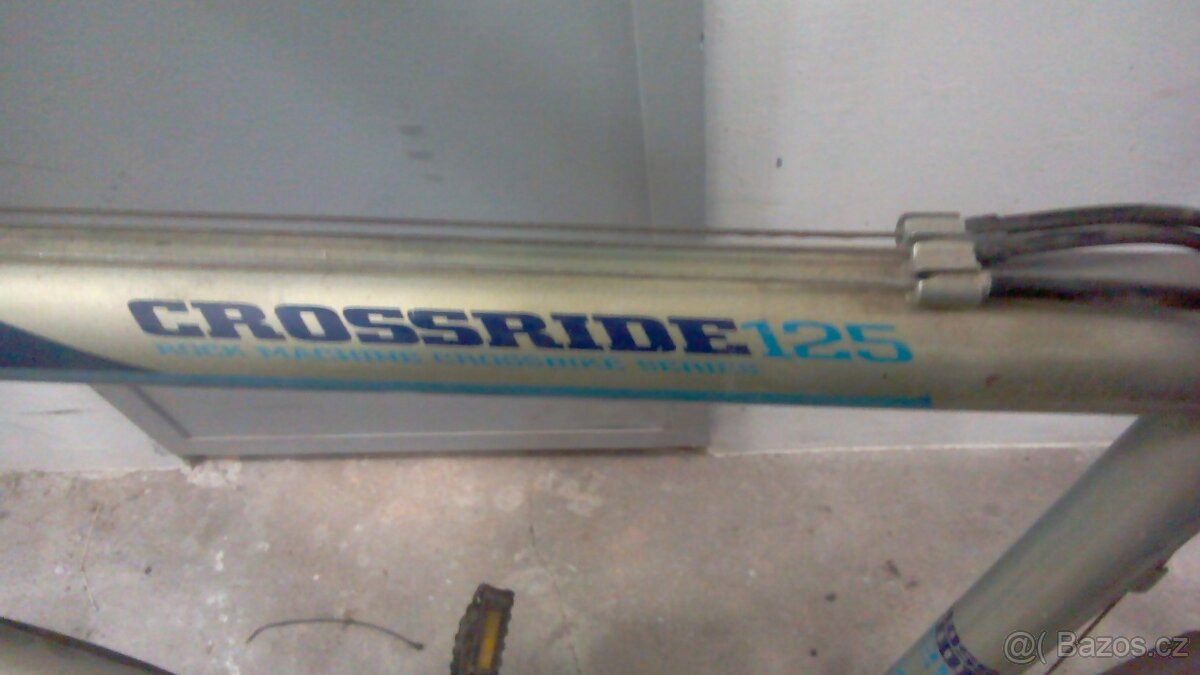 CROSSRIDE125
ROCK MACHINE CROSSBIKE SERIES
@( Bazos.cz